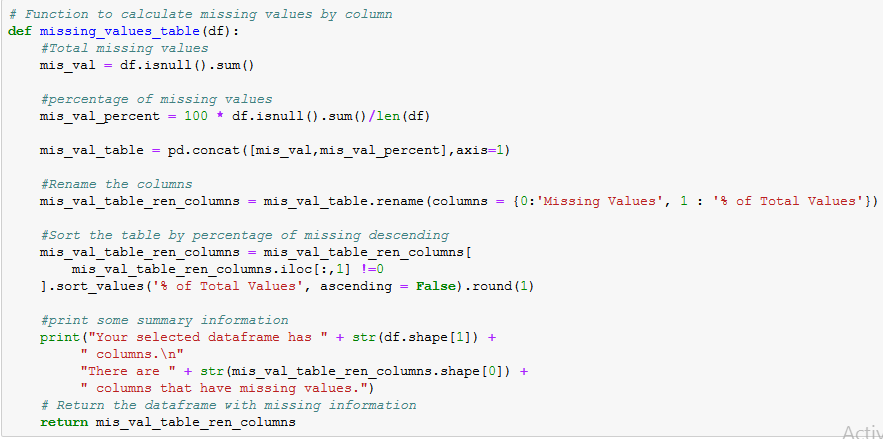 # Function to calculate missing values by column
def missing_values_table(df):
    #Total missing values
    mis_val = df.isnull().sum()

    #percentage of missing values
    mis_val_percent = 100 * df.isnull().sum()/len(df)

    mis_val_table = pd.concat([mis_val,mis_val_percent],axis=1)

    #Rename the columns
    mis_val_table_ren_columns = mis_val_table.rename(columns = {0:'Missing Values', 1 : '% of Total Values'})

    #Sort the table by percentage of missing descending
    mis_val_table_ren_columns = mis_val_table_ren_columns[
        mis_val_table_ren_columns.iloc[:,1] !=0
    ].sort_values('% of Total Values', ascending = False).round(1)

    #print some summary information
    print("Your selected dataframe has " + str(df.shape[1]) +
         " columns.\n"
         "There are " + str(mis_val_table_ren_columns.shape[0]) +
         " columns that have missing values.")
    # Return the dataframe with missing information
    return mis_val_table_ren_columns
Activ